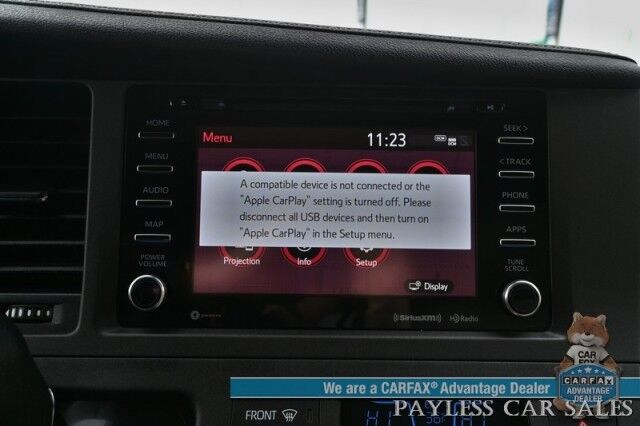 HOME
MENU
AUDIO
MAP
POWER
VOLUME
Menu
11:23
DCM
A compatible device is not connected or the
"Apple CarPlay" setting is turned off. Please
disconnect all USB devices and then turn on
"Apple CarPlay" in the Setup menu.
Projection
Info
Setup
Display
SEEK >
< TRACK
PHONE
APPS
TUNE
SCROLL
SiriusXM
HD Radio
CAR
FOX
CARFAX
ADVANTAGE
DEALER
We are a CARFAX® Advantage Dealer
PAYLESS CAR SALES
FRONT